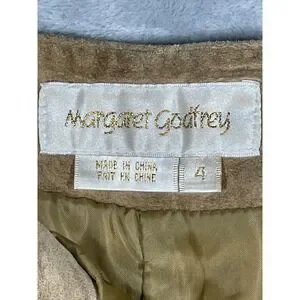 Margaret Godfrey
MADE IN CHINA
FAIT EN CHINE
4